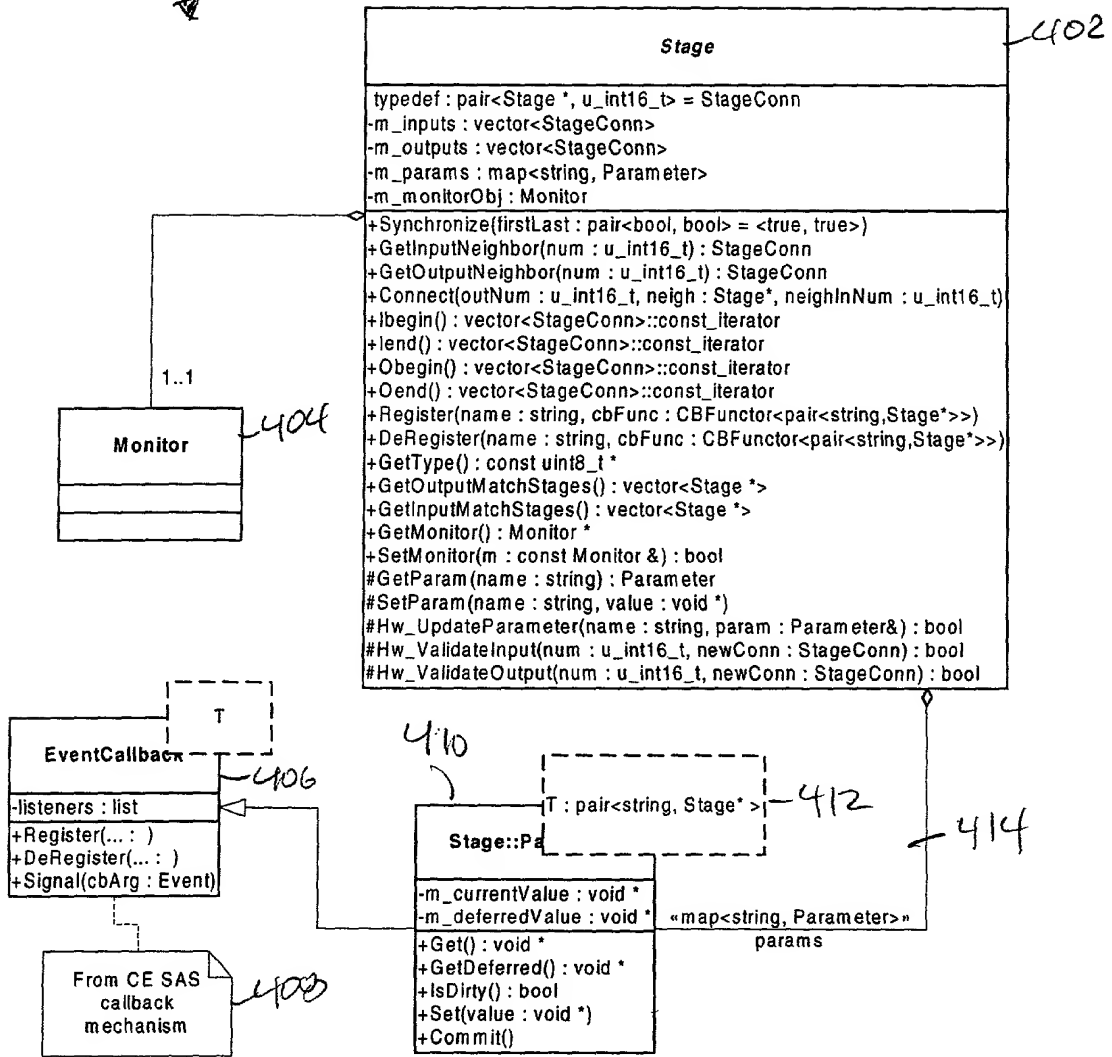 Stage
402
typedef : pair<Stage *, u_int16_t> = StageConn
-m_inputs : vector<StageConn>
-m_outputs : vector<StageConn>
-m_params : map<string, Parameter>
-m_monitorObj : Monitor
+Synchronize(firstLast : pair<bool, bool> = <true, true>)
+GetInputNeighbor(num : u_int16_t) : StageConn
+GetOutputNeighbor(num : u_int16_t) : StageConn
+Connect(outNum : u_int16_t, neigh : Stage*, neighInNum : u_int16_t)
+Ibegin() : vector<StageConn>::const_iterator
+Iend() : vector<StageConn>::const_iterator
+Obegin() : vector<StageConn>::const_iterator
+Oend() : vector<StageConn>::const_iterator
+Register(name : string, cbFunc : CBFunctor<pair<string,Stage*>>)
+DeRegister(name : string, cbFunc : CBFunctor<pair<string,Stage*>>)
+GetType() : const uint8_t *
+GetOutputMatchStages() : vector<Stage *>
+GetInputMatchStages() : vector<Stage *>
+GetMonitor() : Monitor *
+SetMonitor(m : const Monitor &) : bool
#GetParam(name : string) : Parameter
#SetParam(name : string, value : void *)
#Hw_UpdateParameter(name : string, param : Parameter&) : bool
#Hw_ValidateInput(num : u_int16_t, newConn : StageConn) : bool
#Hw_ValidateOutput(num : u_int16_t, newConn : StageConn) : bool
1..1
Monitor
404
T
EventCallback
406
-listeners : list
+Register(... : )
+DeRegister(... : )
+Signal(cbArg : Event)
From CE SAS
callback
mechanism
408
410
T : pair<string, Stage* >
412
Stage::Pa
-m_currentValue : void *
-m_deferredValue : void *
+Get() : void *
+GetDeferred() : void *
+IsDirty() : bool
+Set(value : void *)
+Commit()
«map<string, Parameter>»
params
414